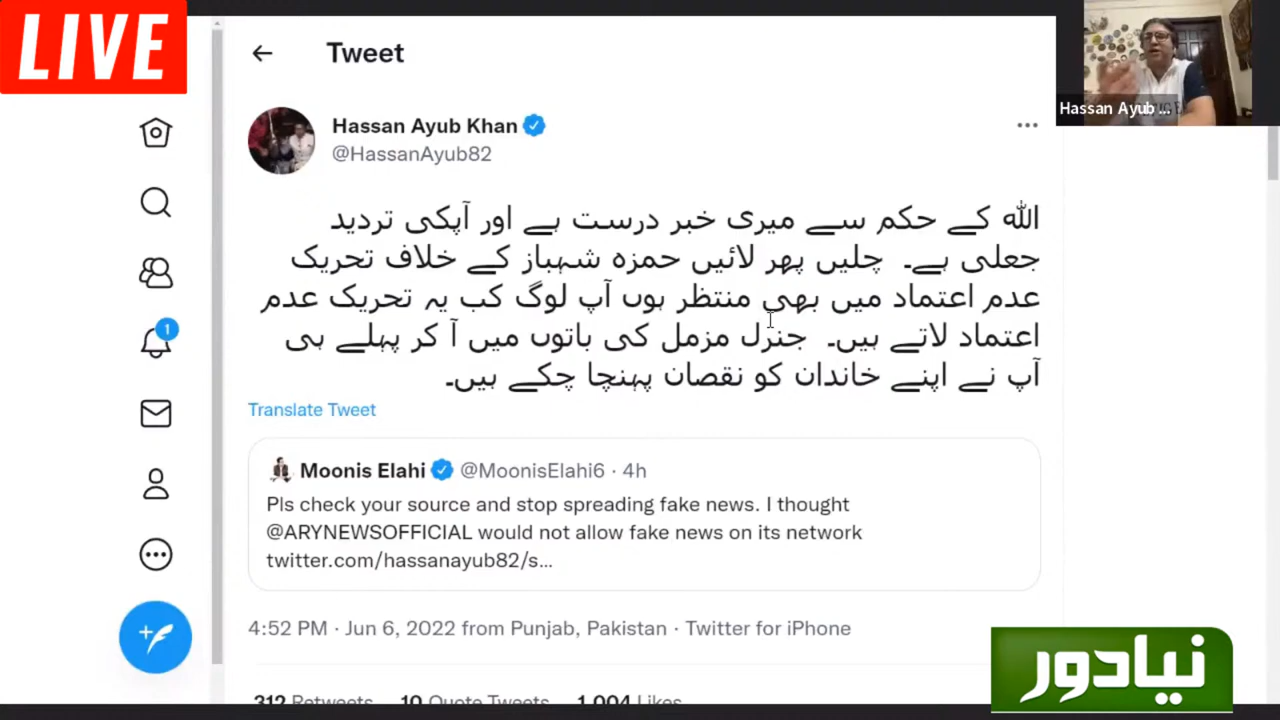 LIVE
Tweet
Hassan Ayub ...
Hassan Ayub Khan
@HassanAyub82
اللہ کے حکم سے میری خبر درست ہے اور آپکی تردید
جعلی ہے۔ چلیں پھر لائیں حمزہ شہباز کے خلاف تحریک
عدم اعتماد میں بھی منتظر ہوں آپ لوگ کب یہ تحریک عدم
اعتماد لاتے ہیں۔ جنرل مزمل کی باتوں میں آ کر پہلے ہی
آپ نے اپنے خاندان کو نقصان پہنچا چکے ہیں۔
Translate Tweet
Moonis Elahi @MoonisElahi6 · 4h
Pls check your source and stop spreading fake news. I thought
@ARYNEWSOFFICIAL would not allow fake news on its network
twitter.com/hassanayub82/s...
1
4:52 PM · Jun 6, 2022 from Punjab, Pakistan · Twitter for iPhone
312 Retweets 10 Quote Tweets 1,004 Likes
نیادور